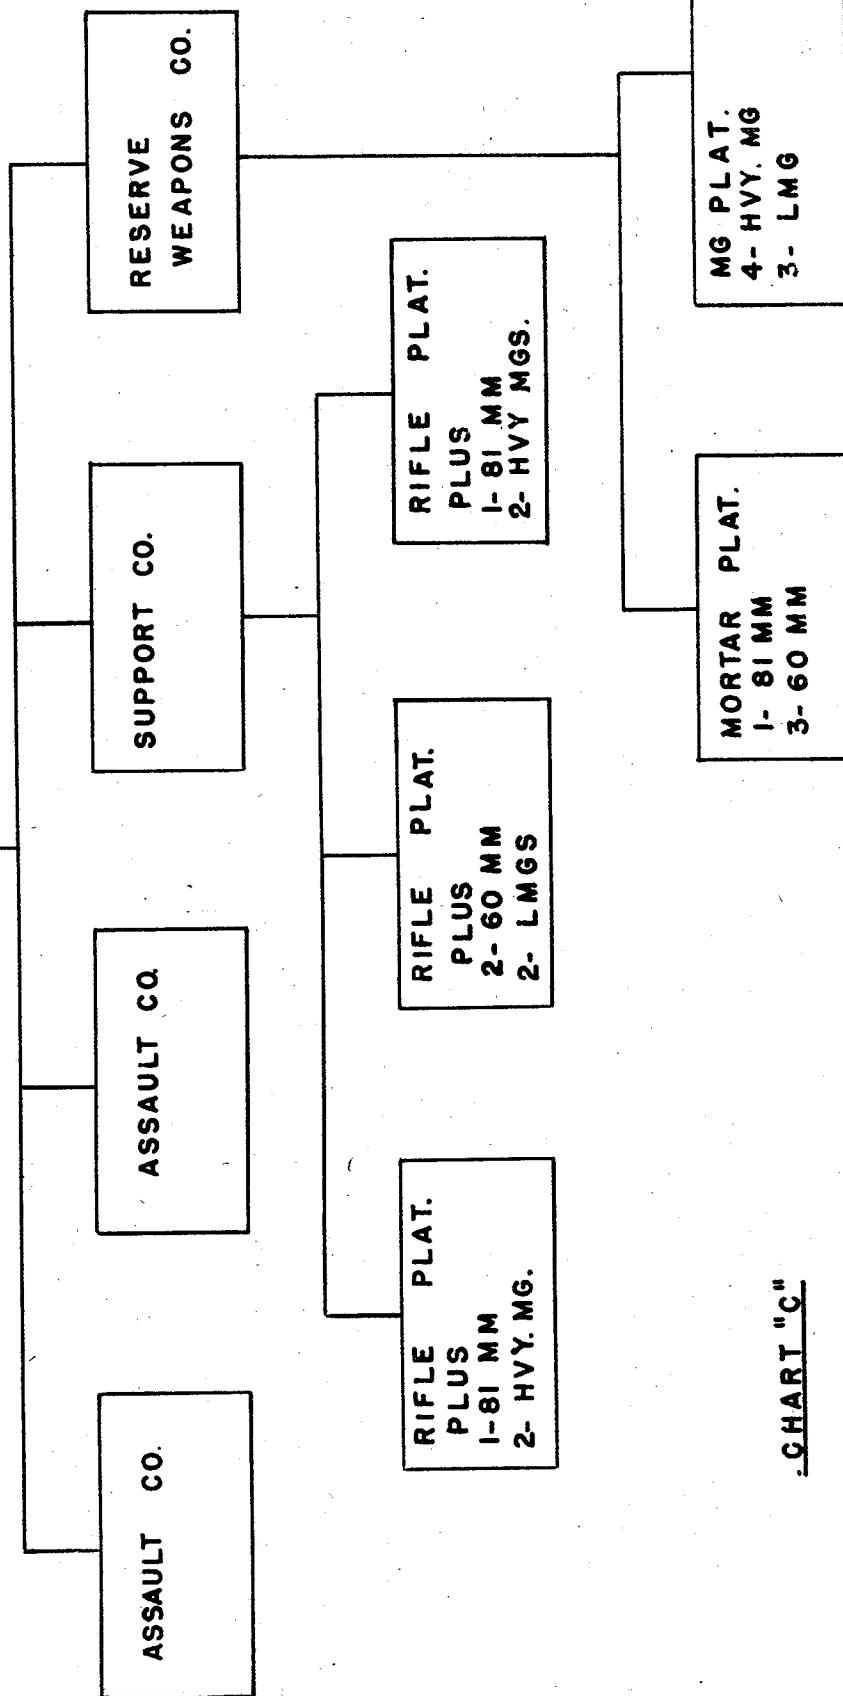 ASSAULT CO.
ASSAULT CO.
SUPPORT CO.
RESERVE
WEAPONS CO.
RIFLE PLAT.
PLUS
1-81 MM
2-HVY. MG.
RIFLE PLAT.
PLUS
2-60 MM
2-LMGS
RIFLE PLAT.
PLUS
1-81 MM
2-HVY MGS.
MORTAR PLAT.
1-81 MM
3-60 MM
MG PLAT.
4-HVY. MG
3-LMG
CHART "C"